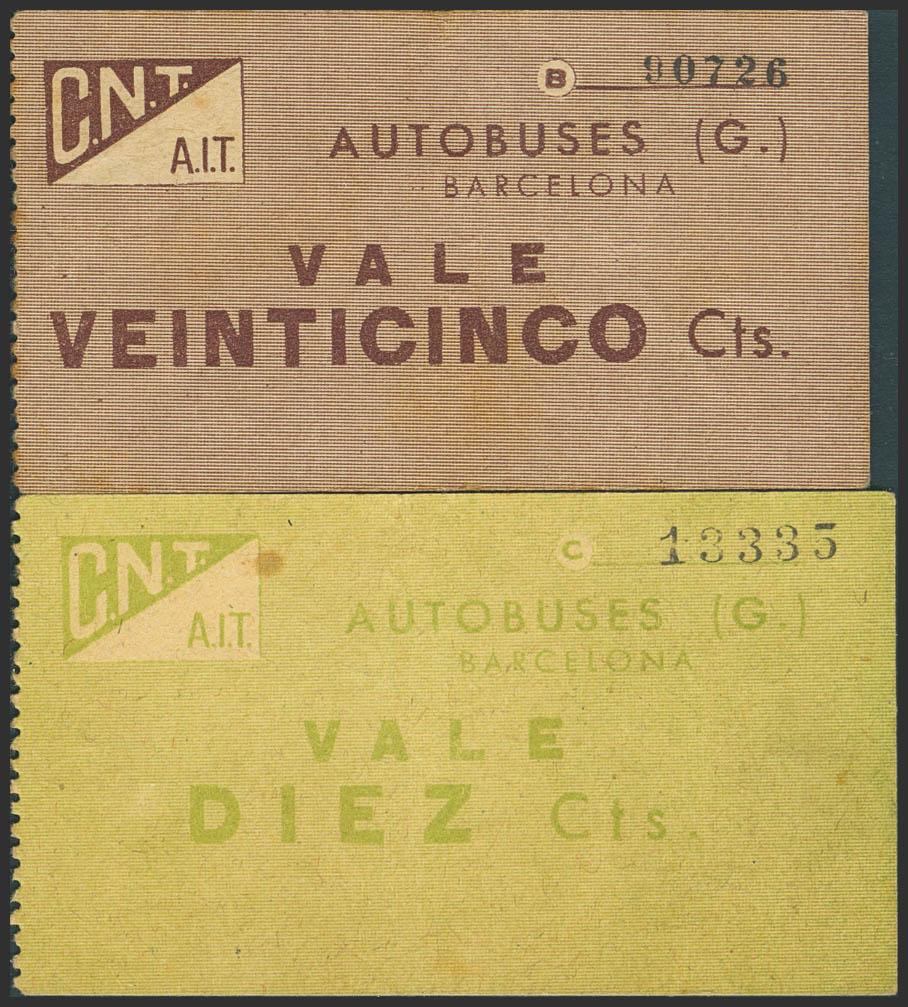 C.N.T.
A.I.T.
B 90726
AUTOBUSES (G.)
BARCELONA
VALE
VEINTICINCO Cts.
C.N.T.
A.I.T.
C 13335
AUTOBUSES (G.)
BARCELONA
VALE
DIEZ Cts.